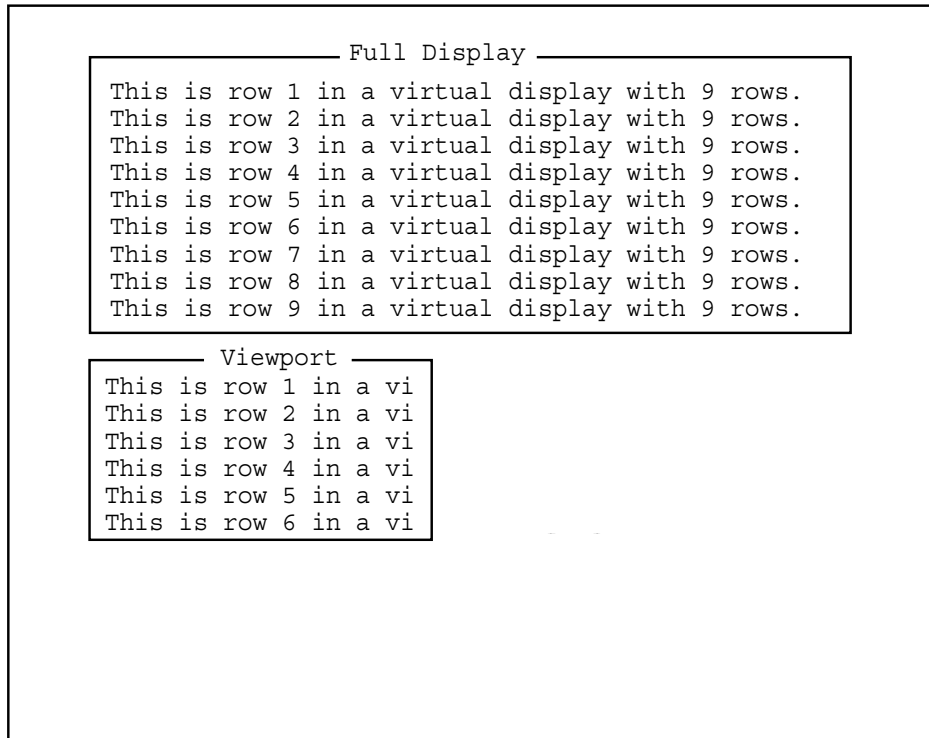 Full Display
This is row 1 in a virtual display with 9 rows.
This is row 2 in a virtual display with 9 rows.
This is row 3 in a virtual display with 9 rows.
This is row 4 in a virtual display with 9 rows.
This is row 5 in a virtual display with 9 rows.
This is row 6 in a virtual display with 9 rows.
This is row 7 in a virtual display with 9 rows.
This is row 8 in a virtual display with 9 rows.
This is row 9 in a virtual display with 9 rows.
Viewport
This is row 1 in a vi
This is row 2 in a vi
This is row 3 in a vi
This is row 4 in a vi
This is row 5 in a vi
This is row 6 in a vi